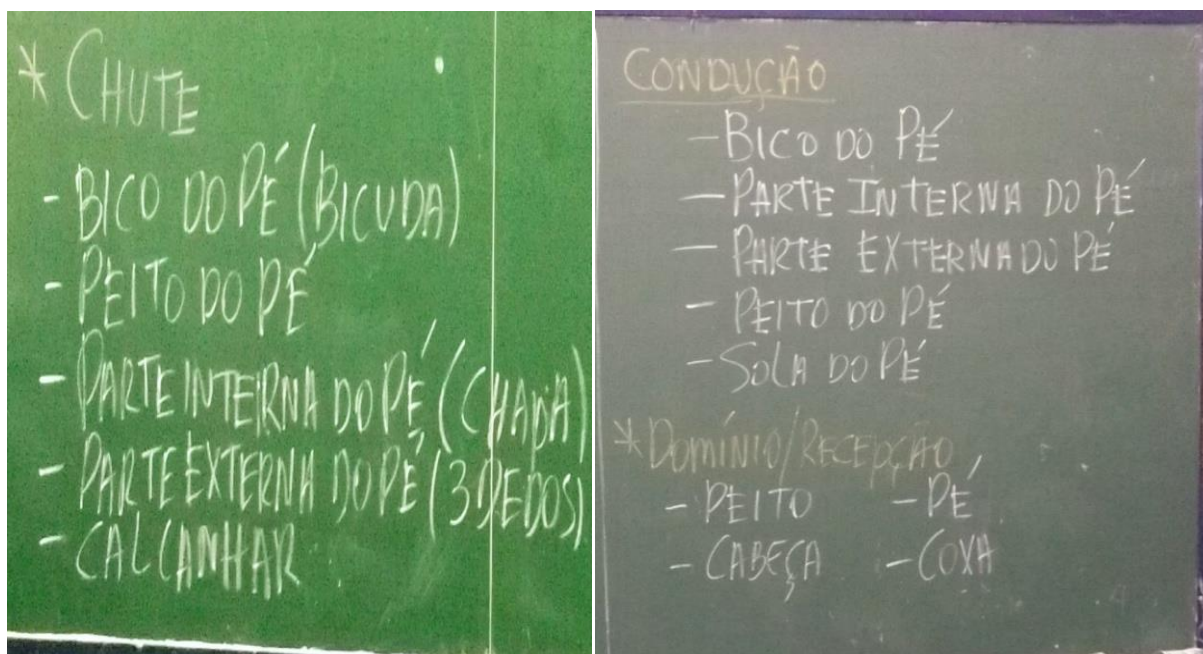 * CHUTE
- BICO DO PÉ (BICUDA)
- PEITO DO PÉ
- PARTE INTERNA DO PÉ (CHAPA)
- PARTE EXTERNA DO PÉ (3 DEDOS)
- CALCANHAR
CONDUÇÃO
- BICO DO PÉ
- PARTE INTERNA DO PÉ
- PARTE EXTERNA DO PÉ
- PEITO DO PÉ
- SOLA DO PÉ
* DOMÍNIO/RECEPÇÃO
- PEITO - PÉ
- CABEÇA - COXA